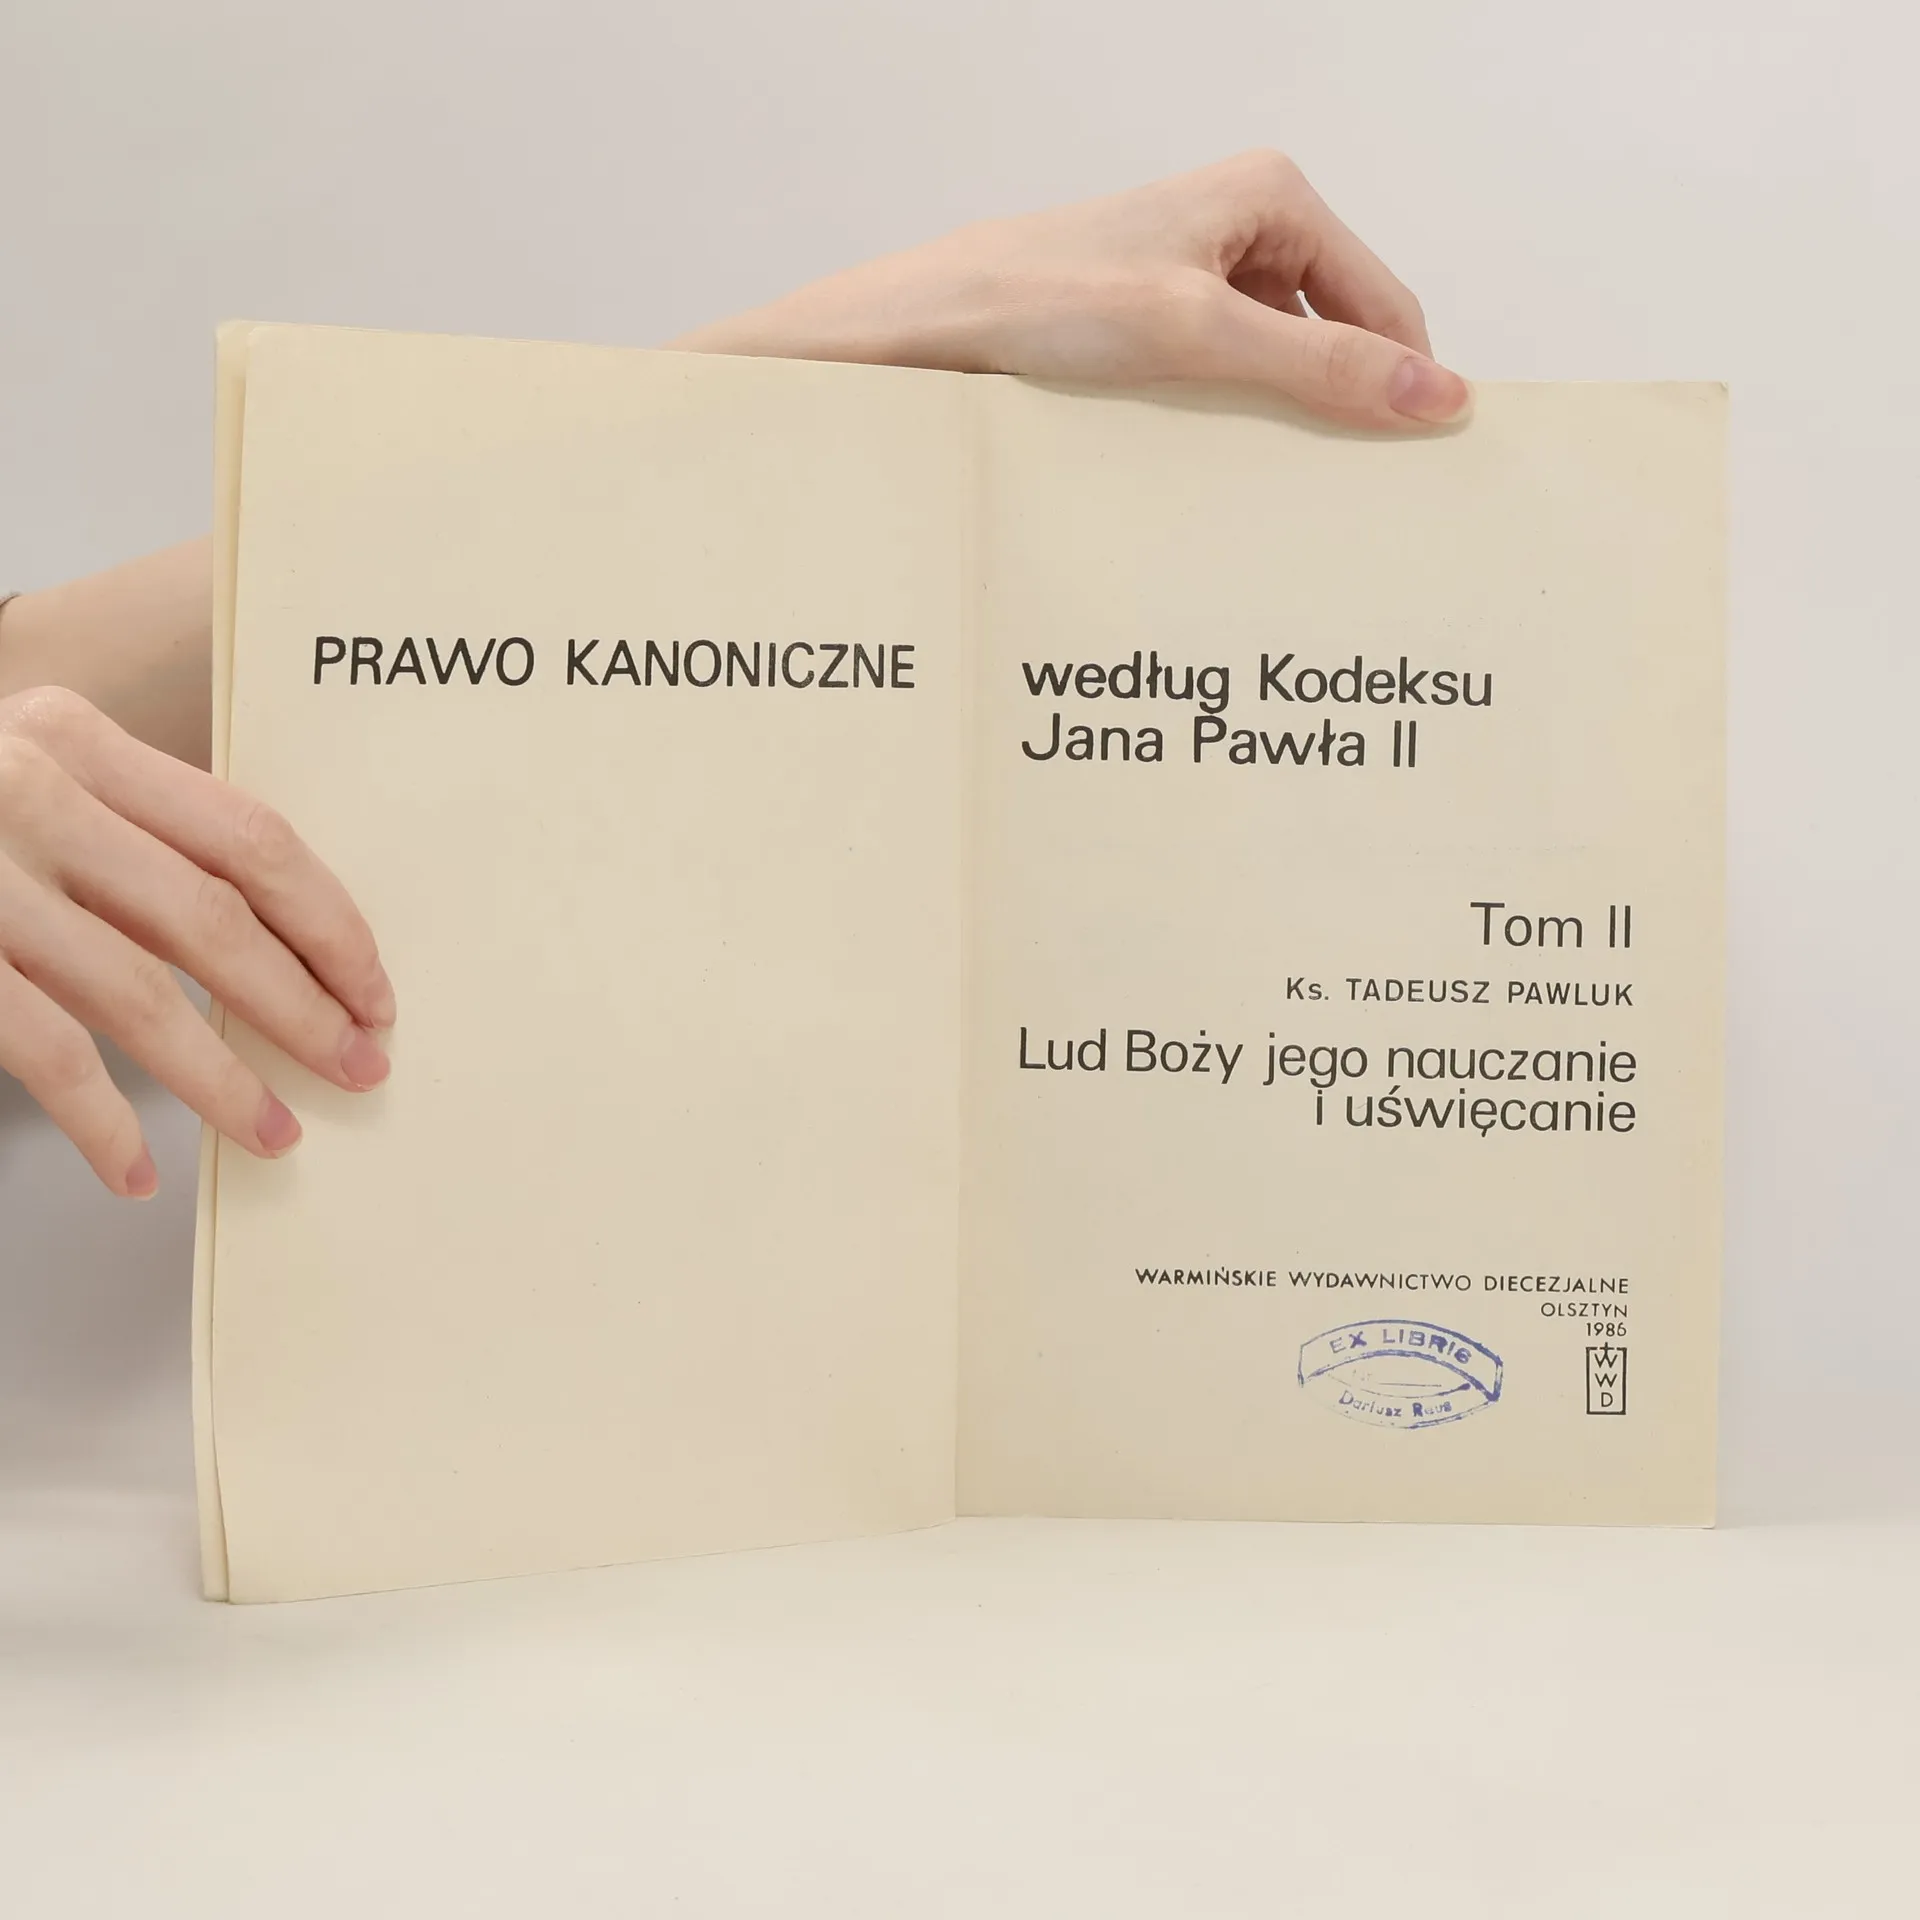 PRAWO KANONICZNE
według Kodeksu
Jana Pawła II
Tom II
Ks. TADEUSZ PAWLUK
Lud Boży jego nauczanie
i uświęcanie
WARMIŃSKIE WYDAWNICTWO DIECEZJALNE
OLSZTYN
1986
EX LIBRIS
Dariusz
W
W
D